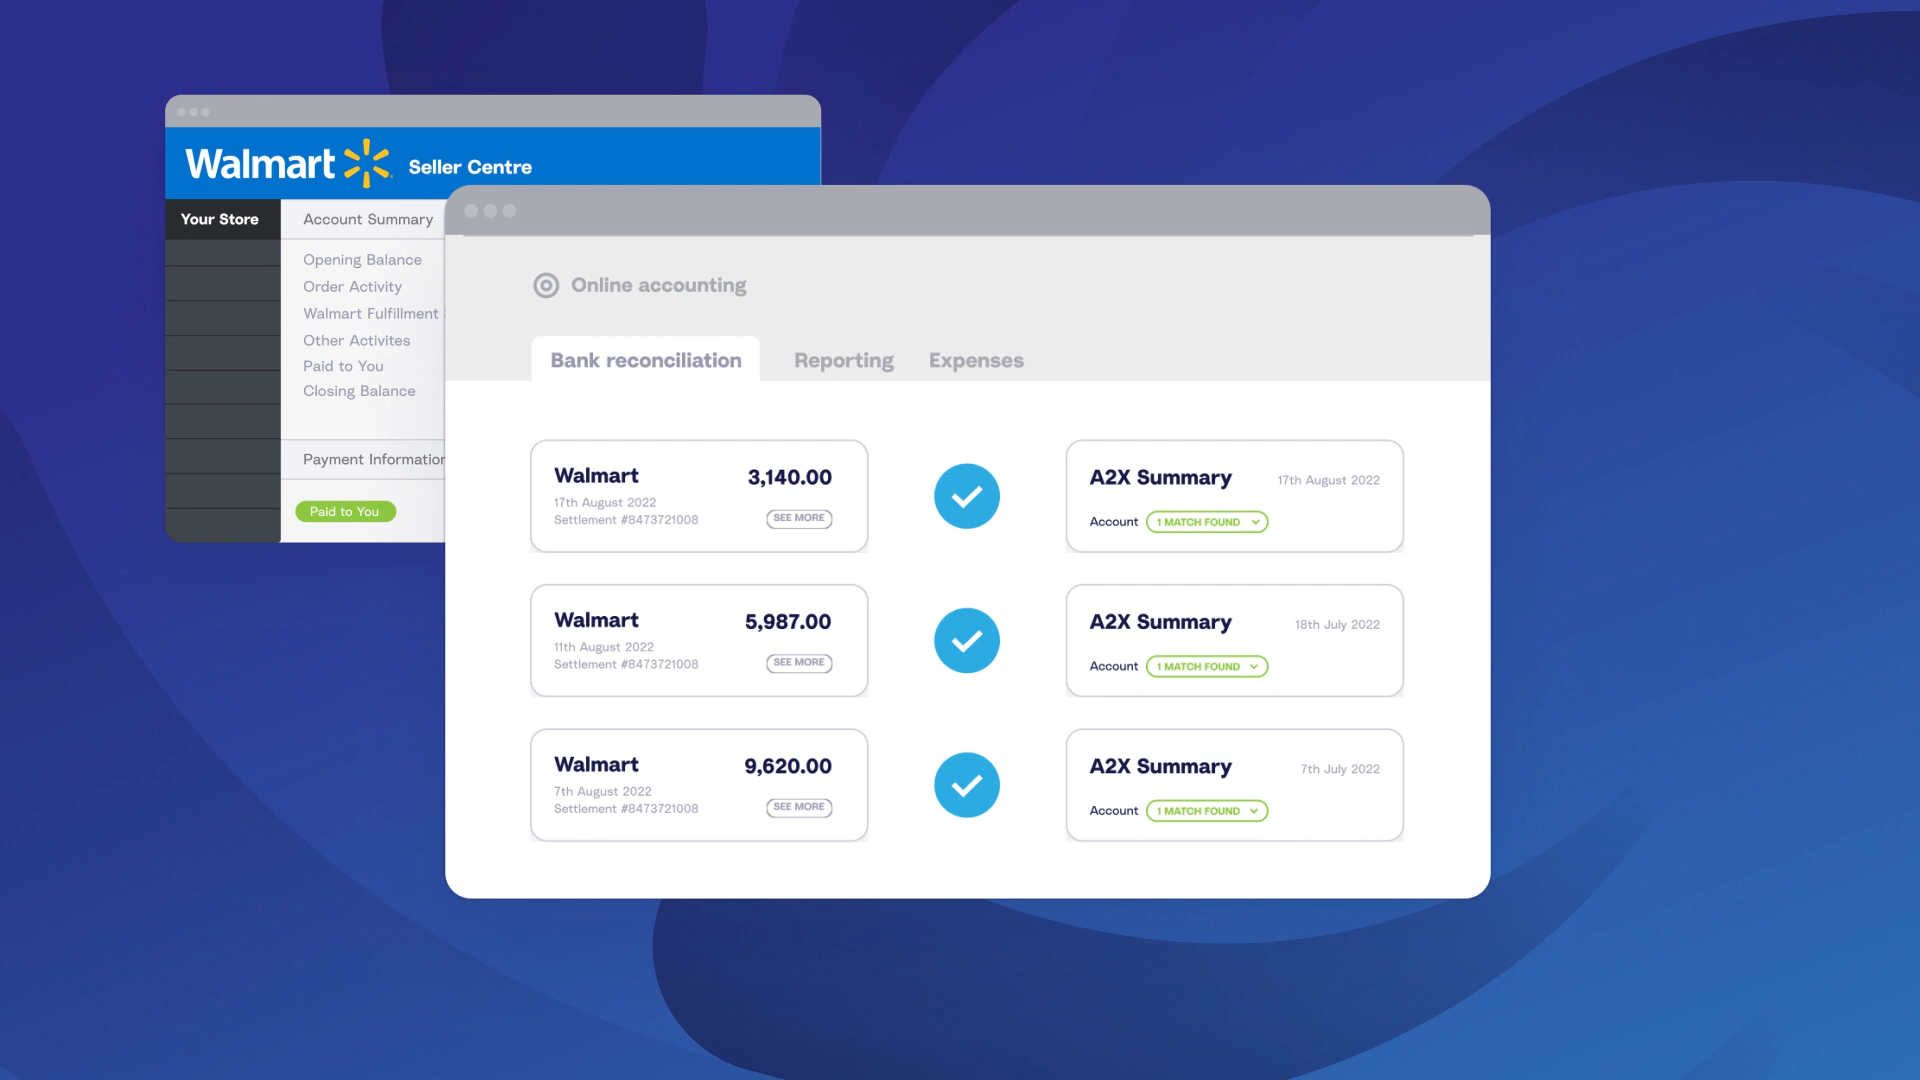 Walmart Seller Centre
Your Store
Account Summary
Opening Balance
Order Activity
Walmart Fulfillment
Other Activites
Paid to You
Closing Balance
Payment Information
Paid to You
Online accounting
Bank reconciliation
Reporting
Expenses
Walmart 3,140.00
17th August 2022
Settlement #8473721008
SEE MORE
A2X Summary 17th August 2022
Account 1 MATCH FOUND
Walmart 5,987.00
11th August 2022
Settlement #8473721008
SEE MORE
A2X Summary 18th July 2022
Account 1 MATCH FOUND
Walmart 9,620.00
7th August 2022
Settlement #8473721008
SEE MORE
A2X Summary 7th July 2022
Account 1 MATCH FOUND